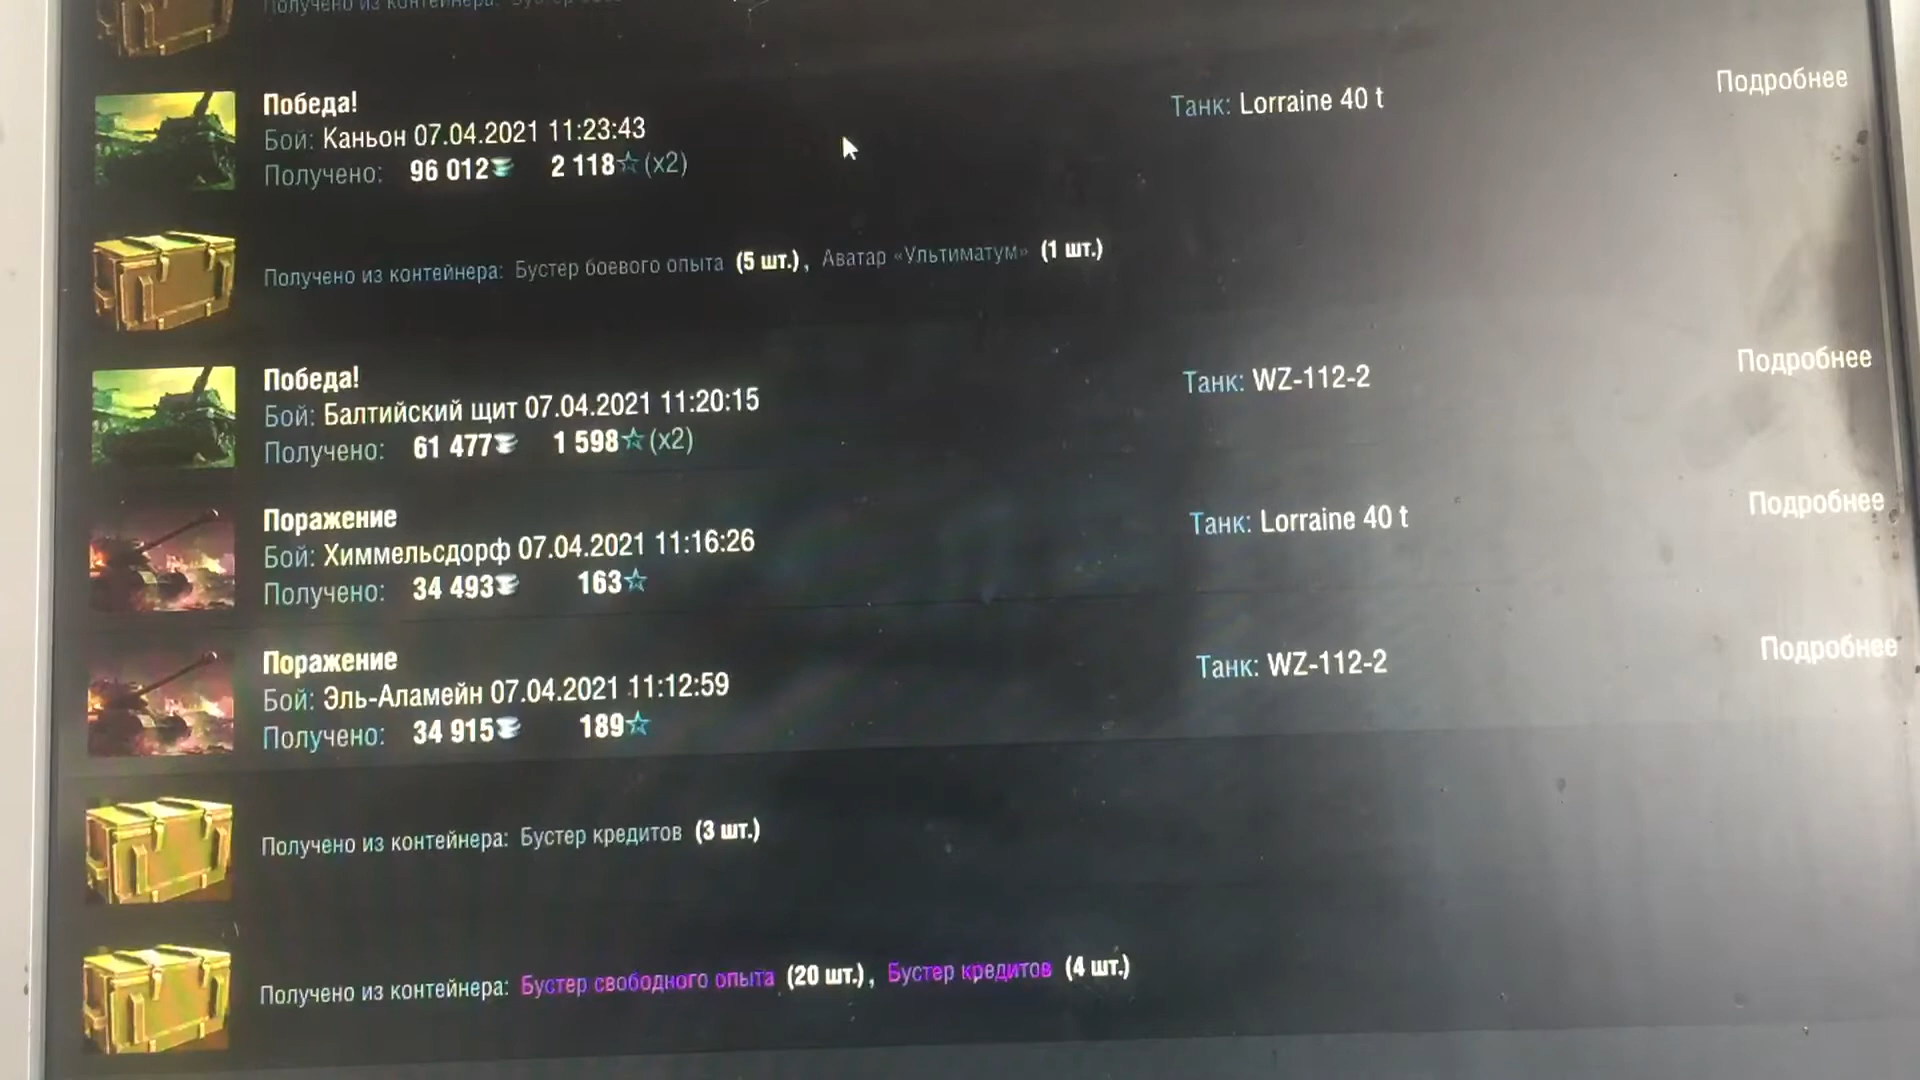 Получено из контейнера:
Победа!
Бой: Каньон 07.04.2021 11:23:43
Получено: 96 012 2 118 (x2)
Танк: Lorraine 40 t
Подробнее
Получено из контейнера: Бустер боевого опыта (5 шт.), Аватар «Ультиматум» (1 шт.)
Победа!
Бой: Балтийский щит 07.04.2021 11:20:15
Получено: 61 477 1 598 (x2)
Танк: WZ-112-2
Подробнее
Поражение
Бой: Химмельсдорф 07.04.2021 11:16:26
Получено: 34 493 163
Танк: Lorraine 40 t
Подробнее
Поражение
Бой: Эль-Аламейн 07.04.2021 11:12:59
Получено: 34 915 189
Танк: WZ-112-2
Подробнее
Получено из контейнера: Бустер кредитов (3 шт.)
Получено из контейнера: Бустер свободного опыта (20 шт.), Бустер кредитов (4 шт.)